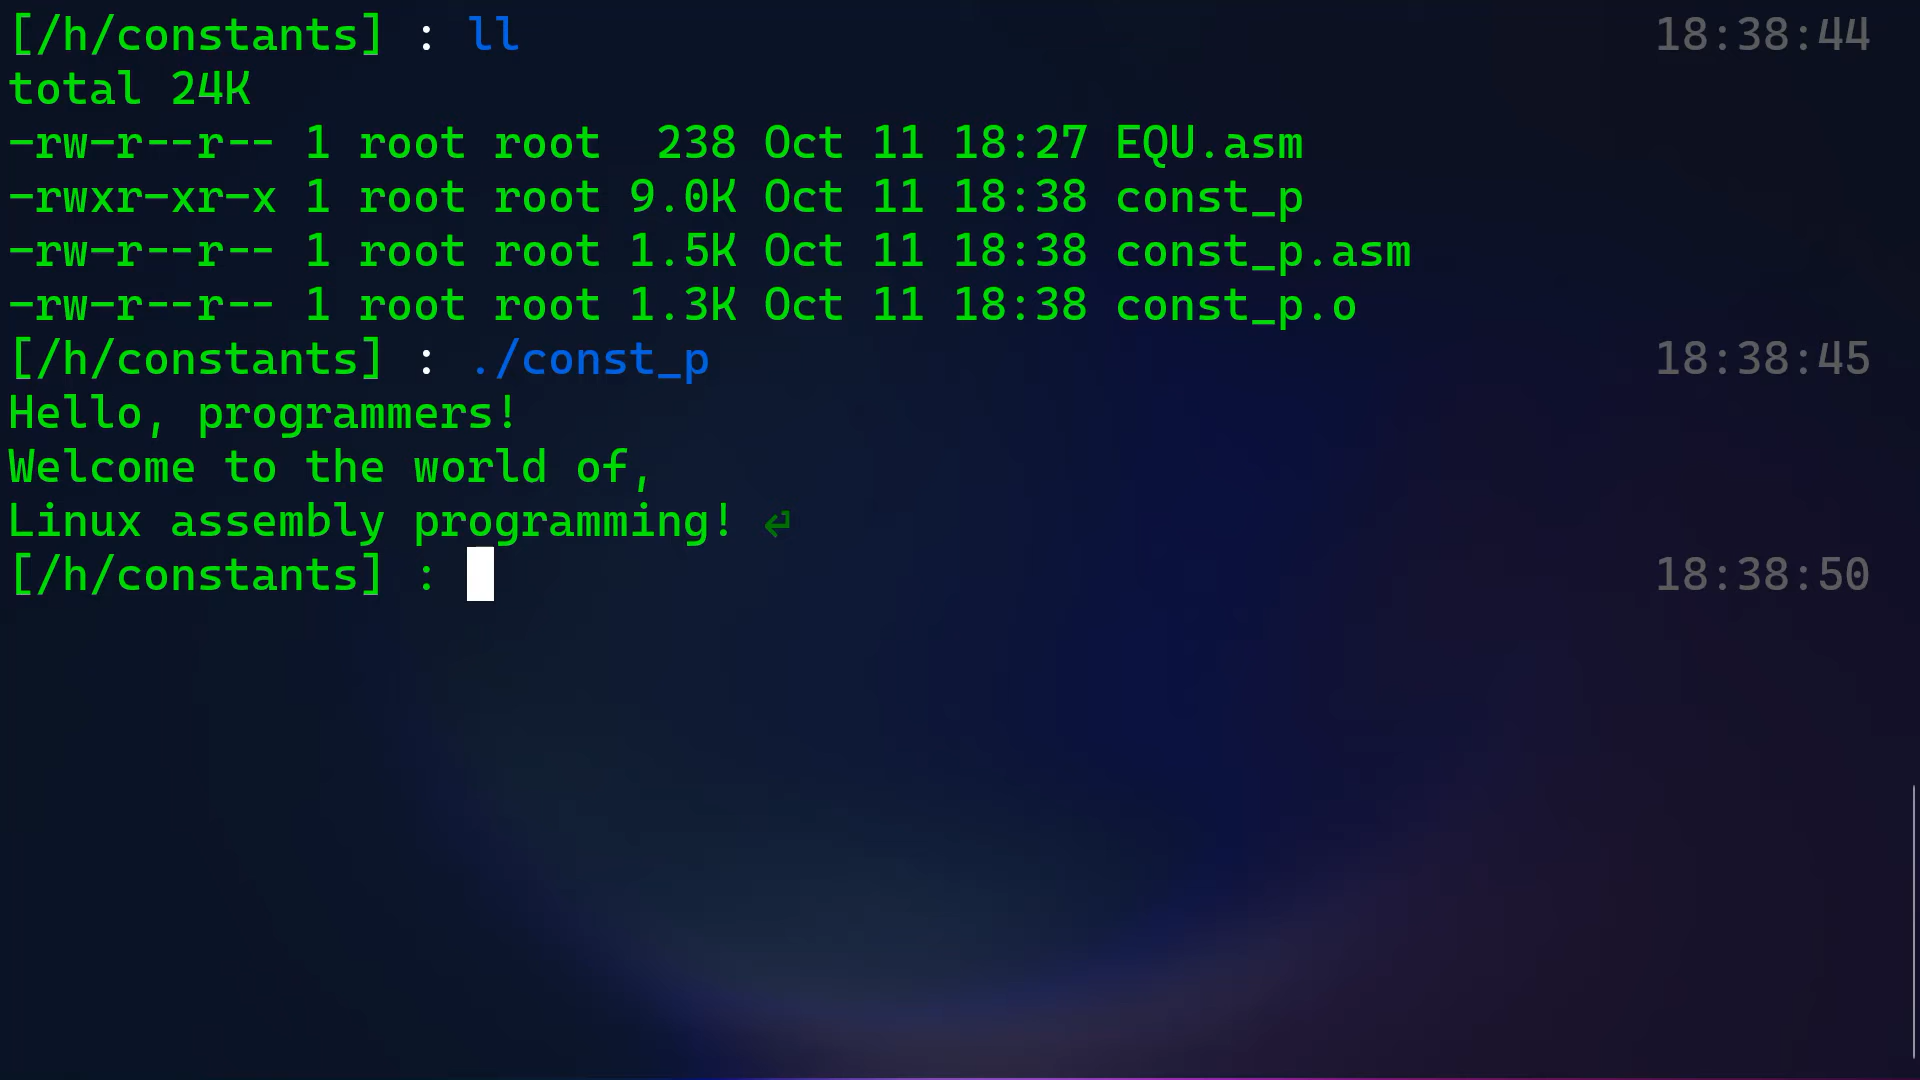 [/h/constants] : ll 18:38:44
total 24K
-rw-r--r-- 1 root root  238 Oct 11 18:27 EQU.asm
-rwxr-xr-x 1 root root 9.0K Oct 11 18:38 const_p
-rw-r--r-- 1 root root 1.5K Oct 11 18:38 const_p.asm
-rw-r--r-- 1 root root 1.3K Oct 11 18:38 const_p.o
[/h/constants] : ./const_p 18:38:45
Hello, programmers!
Welcome to the world of,
Linux assembly programming! ⏎
[/h/constants] : 18:38:50